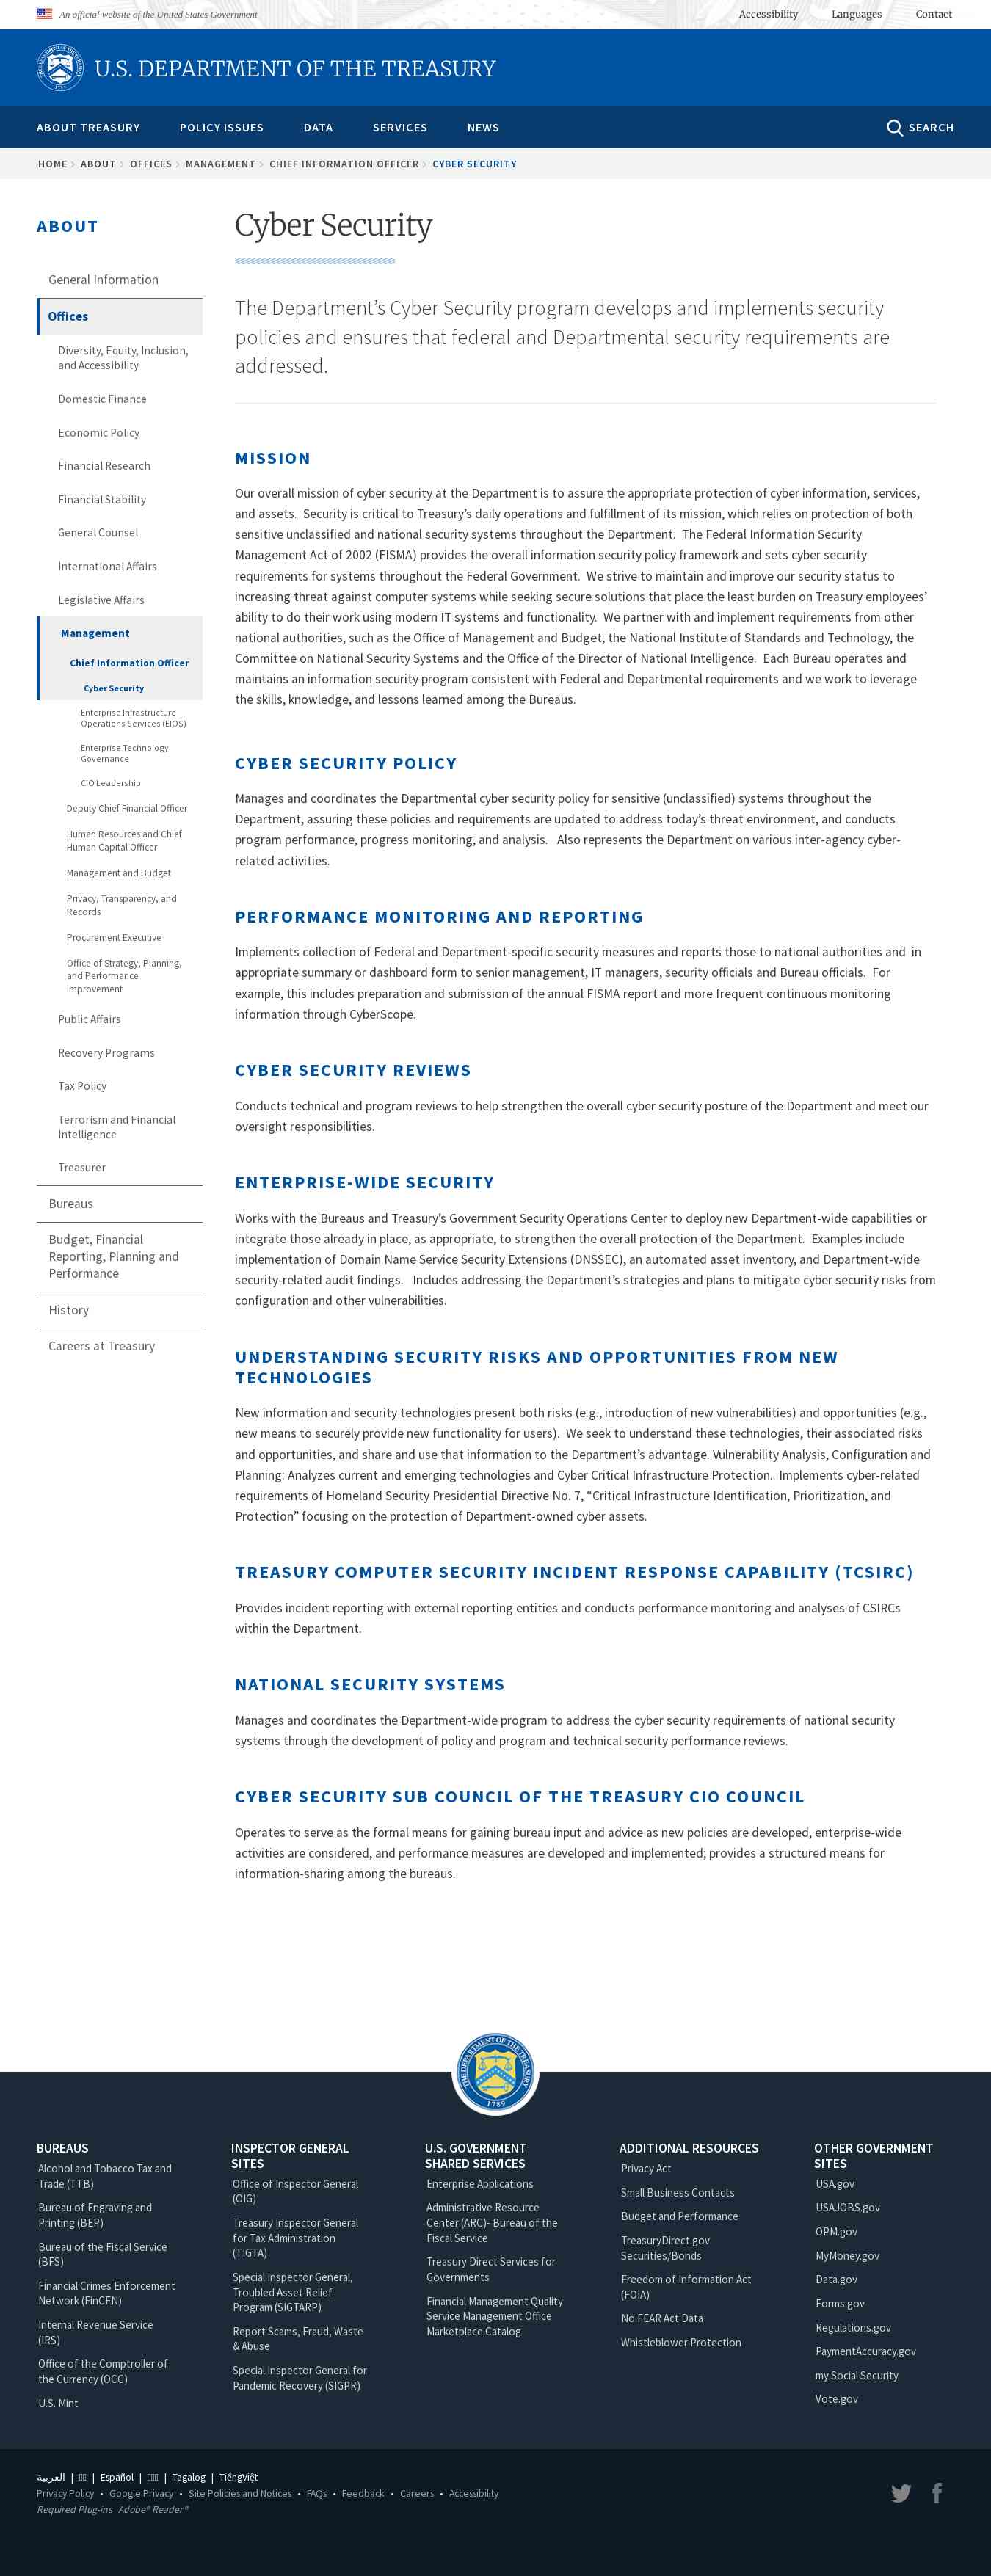 An official website of the United States Government
Accessibility Languages Contact
U.S. DEPARTMENT OF THE TREASURY
ABOUT TREASURY POLICY ISSUES DATA SERVICES NEWS SEARCH
HOME ABOUT OFFICES MANAGEMENT CHIEF INFORMATION OFFICER CYBER SECURITY
ABOUT
General Information
Offices
Diversity, Equity, Inclusion,
and Accessibility
Domestic Finance
Economic Policy
Financial Research
Financial Stability
General Counsel
International Affairs
Legislative Affairs
Management
Chief Information Officer
Cyber Security
Enterprise Infrastructure
Operations Services (EIOS)
Enterprise Technology
Governance
CIO Leadership
Deputy Chief Financial Officer
Human Resources and Chief
Human Capital Officer
Management and Budget
Privacy, Transparency, and
Records
Procurement Executive
Office of Strategy, Planning,
and Performance
Improvement
Public Affairs
Recovery Programs
Tax Policy
Terrorism and Financial
Intelligence
Treasurer
Bureaus
Budget, Financial
Reporting, Planning and
Performance
History
Careers at Treasury
Cyber Security
The Department's Cyber Security program develops and implements security
policies and ensures that federal and Departmental security requirements are
addressed.
MISSION
Our overall mission of cyber security at the Department is to assure the appropriate protection of cyber information, services,
and assets.  Security is critical to Treasury's daily operations and fulfillment of its mission, which relies on protection of both
sensitive unclassified and national security systems throughout the Department.  The Federal Information Security
Management Act of 2002 (FISMA) provides the overall information security policy framework and sets cyber security
requirements for systems throughout the Federal Government.  We strive to maintain and improve our security status to
increasing threat against computer systems while seeking secure solutions that place the least burden on Treasury employees'
ability to do their work using modern IT systems and functionality.  We partner with and implement requirements from other
national authorities, such as the Office of Management and Budget, the National Institute of Standards and Technology, the
Committee on National Security Systems and the Office of the Director of National Intelligence.  Each Bureau operates and
maintains an information security program consistent with Federal and Departmental requirements and we work to leverage
the skills, knowledge, and lessons learned among the Bureaus.
CYBER SECURITY POLICY
Manages and coordinates the Departmental cyber security policy for sensitive (unclassified) systems throughout the
Department, assuring these policies and requirements are updated to address today's threat environment, and conducts
program performance, progress monitoring, and analysis.   Also represents the Department on various inter-agency cyber-
related activities.
PERFORMANCE MONITORING AND REPORTING
Implements collection of Federal and Department-specific security measures and reports those to national authorities and  in
appropriate summary or dashboard form to senior management, IT managers, security officials and Bureau officials.  For
example, this includes preparation and submission of the annual FISMA report and more frequent continuous monitoring
information through CyberScope.
CYBER SECURITY REVIEWS
Conducts technical and program reviews to help strengthen the overall cyber security posture of the Department and meet our
oversight responsibilities.
ENTERPRISE-WIDE SECURITY
Works with the Bureaus and Treasury's Government Security Operations Center to deploy new Department-wide capabilities or
integrate those already in place, as appropriate, to strengthen the overall protection of the Department.  Examples include
implementation of Domain Name Service Security Extensions (DNSSEC), an automated asset inventory, and Department-wide
security-related audit findings.   Includes addressing the Department's strategies and plans to mitigate cyber security risks from
configuration and other vulnerabilities.
UNDERSTANDING SECURITY RISKS AND OPPORTUNITIES FROM NEW
TECHNOLOGIES
New information and security technologies present both risks (e.g., introduction of new vulnerabilities) and opportunities (e.g.,
new means to securely provide new functionality for users).  We seek to understand these technologies, their associated risks
and opportunities, and share and use that information to the Department's advantage. Vulnerability Analysis, Configuration and
Planning: Analyzes current and emerging technologies and Cyber Critical Infrastructure Protection.  Implements cyber-related
requirements of Homeland Security Presidential Directive No. 7, "Critical Infrastructure Identification, Prioritization, and
Protection" focusing on the protection of Department-owned cyber assets.
TREASURY COMPUTER SECURITY INCIDENT RESPONSE CAPABILITY (TCSIRC)
Provides incident reporting with external reporting entities and conducts performance monitoring and analyses of CSIRCs
within the Department.
NATIONAL SECURITY SYSTEMS
Manages and coordinates the Department-wide program to address the cyber security requirements of national security
systems through the development of policy and program and technical security performance reviews.
CYBER SECURITY SUB COUNCIL OF THE TREASURY CIO COUNCIL
Operates to serve as the formal means for gaining bureau input and advice as new policies are developed, enterprise-wide
activities are considered, and performance measures are developed and implemented; provides a structured means for
information-sharing among the bureaus.
THE DEPARTMENT OF THE TREASURY
1789
BUREAUS
Alcohol and Tobacco Tax and
Trade (TTB)
Bureau of Engraving and
Printing (BEP)
Bureau of the Fiscal Service
(BFS)
Financial Crimes Enforcement
Network (FinCEN)
Internal Revenue Service
(IRS)
Office of the Comptroller of
the Currency (OCC)
U.S. Mint
INSPECTOR GENERAL
SITES
Office of Inspector General
(OIG)
Treasury Inspector General
for Tax Administration
(TIGTA)
Special Inspector General,
Troubled Asset Relief
Program (SIGTARP)
Report Scams, Fraud, Waste
& Abuse
Special Inspector General for
Pandemic Recovery (SIGPR)
U.S. GOVERNMENT
SHARED SERVICES
Enterprise Applications
Administrative Resource
Center (ARC)- Bureau of the
Fiscal Service
Treasury Direct Services for
Governments
Financial Management Quality
Service Management Office
Marketplace Catalog
ADDITIONAL RESOURCES
Privacy Act
Small Business Contacts
Budget and Performance
TreasuryDirect.gov
Securities/Bonds
Freedom of Information Act
(FOIA)
No FEAR Act Data
Whistleblower Protection
OTHER GOVERNMENT
SITES
USA.gov
USAJOBS.gov
OPM.gov
MyMoney.gov
Data.gov
Forms.gov
Regulations.gov
PaymentAccuracy.gov
my Social Security
Vote.gov
العربية | | Español | | Tagalog | TiếngViệt
Privacy Policy • Google Privacy • Site Policies and Notices • FAQs • Feedback • Careers • Accessibility
Required Plug-ins Adobe® Reader®